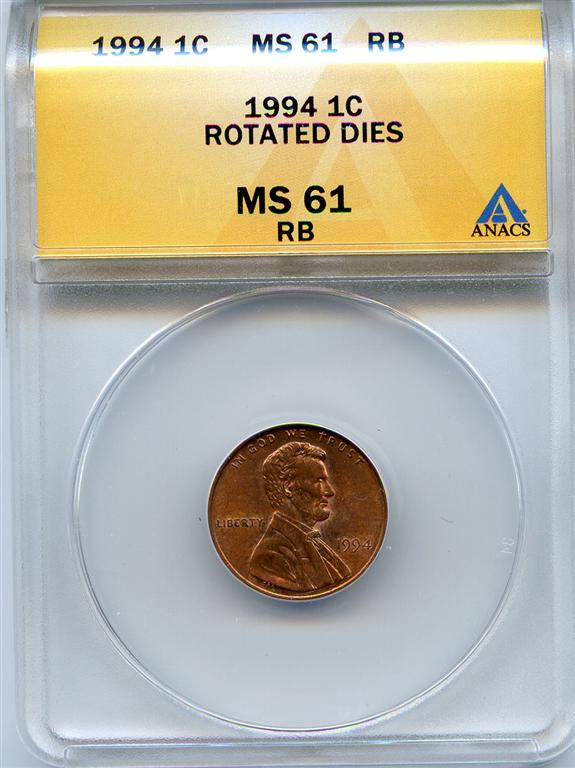 1994 1C MS 61 RB
1994 1C
ROTATED DIES
MS 61
RB
ANACS
IN GOD WE TRUST
LIBERTY
1994